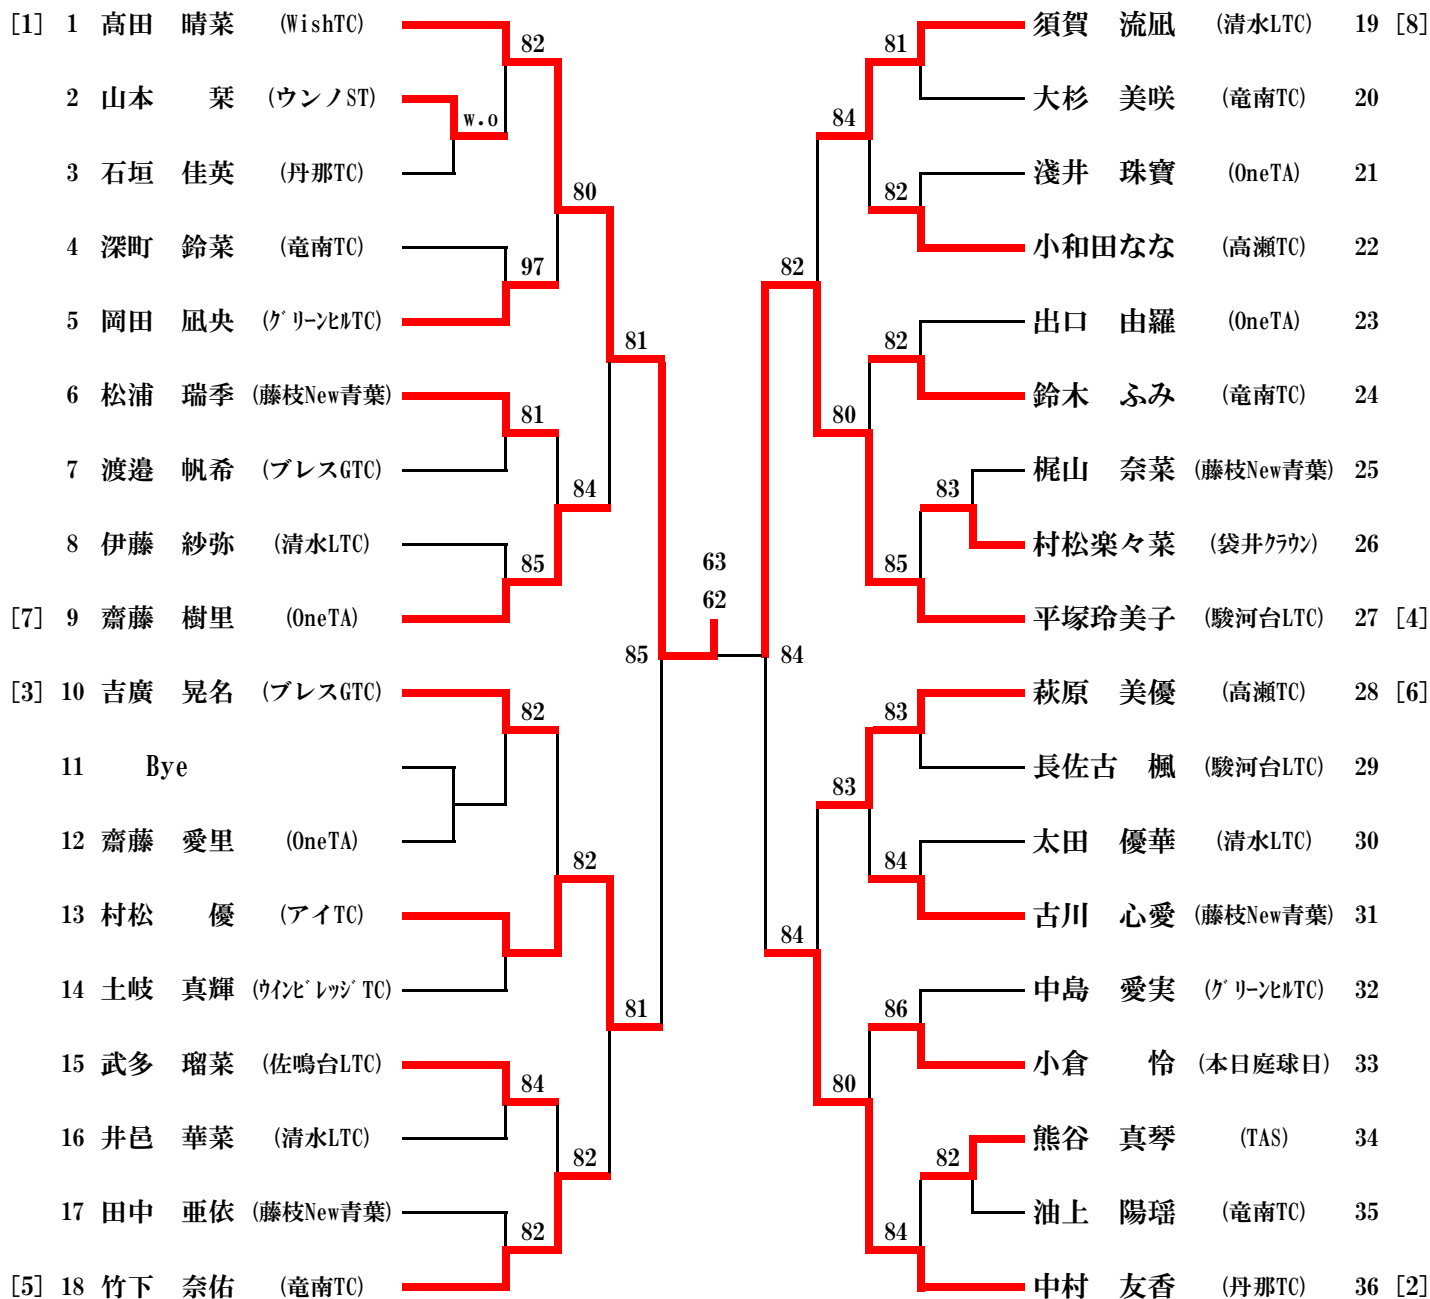 [1] 1 髙田 晴菜 (WishTC)
2 山本 栞 (ウンノST)
3 石垣 佳英 (丹那TC)
4 深町 鈴菜 (竜南TC)
5 岡田 凪央 (グリーンヒルTC)
6 松浦 瑞季 (藤枝New青葉)
7 渡邉 帆希 (ブレスGTC)
8 伊藤 紗弥 (清水LTC)
[7] 9 齋藤 樹里 (OneTA)
[3] 10 吉廣 晃名 (ブレスGTC)
11 Bye
12 齋藤 愛里 (OneTA)
13 村松 優 (アイTC)
14 土岐 真輝 (ウインビレッジTC)
15 武多 瑠菜 (佐鳴台LTC)
16 井邑 華菜 (清水LTC)
17 田中 亜依 (藤枝New青葉)
[5] 18 竹下 奈佑 (竜南TC)
82
w.o
80
97
81
81
84
85
85
82
82
81
84
82
82
63
62
84
81
84
82
82
82
80
83
85
83
83
84
84
86
80
82
84
須賀 流凪 (清水LTC) 19 [8]
大杉 美咲 (竜南TC) 20
淺井 珠寶 (OneTA) 21
小和田なな (高瀬TC) 22
出口 由羅 (OneTA) 23
鈴木 ふみ (竜南TC) 24
梶山 奈菜 (藤枝New青葉) 25
村松楽々菜 (袋井クラウン) 26
平塚玲美子 (駿河台LTC) 27 [4]
萩原 美優 (高瀬TC) 28 [6]
長佐古 楓 (駿河台LTC) 29
太田 優華 (清水LTC) 30
古川 心愛 (藤枝New青葉) 31
中島 愛実 (グリーンヒルTC) 32
小倉 怜 (本日庭球日) 33
熊谷 真琴 (TAS) 34
油上 陽瑶 (竜南TC) 35
中村 友香 (丹那TC) 36 [2]